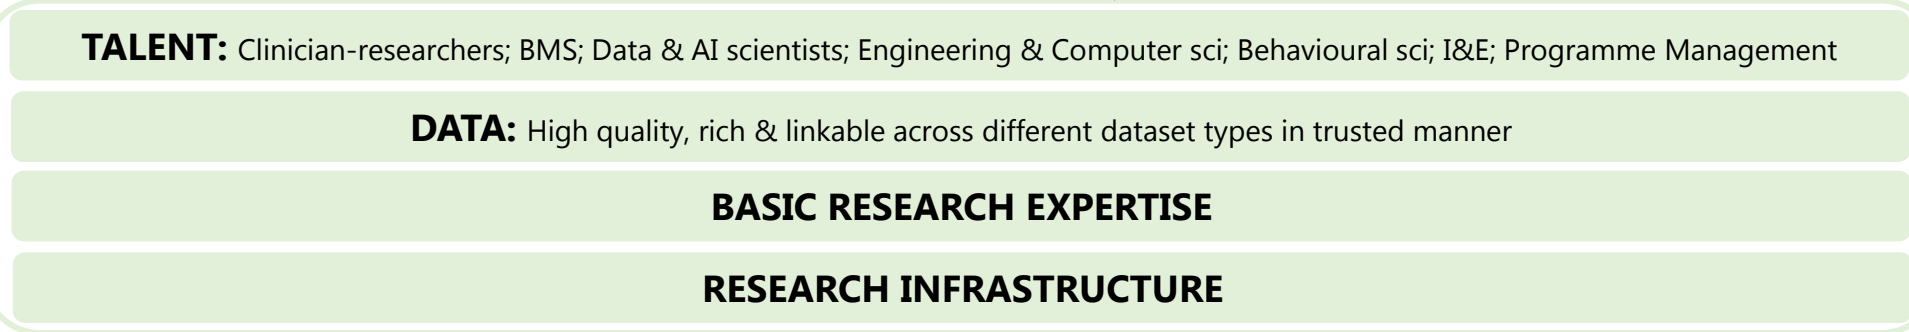 TALENT: Clinician-researchers; BMS; Data & AI scientists; Engineering & Computer sci; Behavioural sci; I&E; Programme Management
DATA: High quality, rich & linkable across different dataset types in trusted manner
BASIC RESEARCH EXPERTISE
RESEARCH INFRASTRUCTURE